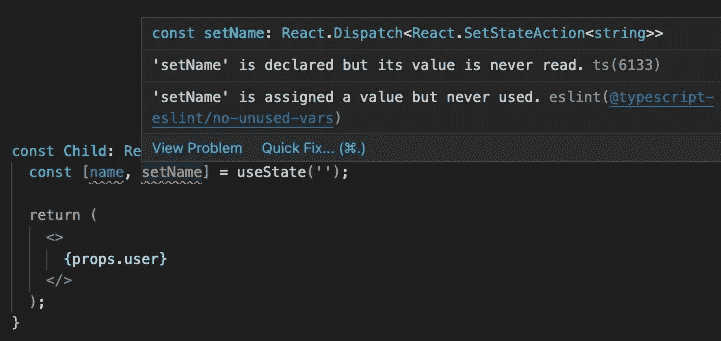 const setName: React.Dispatch<React.SetStateAction<string>>
'setName' is declared but its value is never read. ts(6133)
'setName' is assigned a value but never used. eslint(@typescript-
eslint/no-unused-vars)
View Problem Quick Fix... (⌘.)
const Child: Re
const [name, setName] = useState('');
return (
<>
{props.user}
</>
);
}